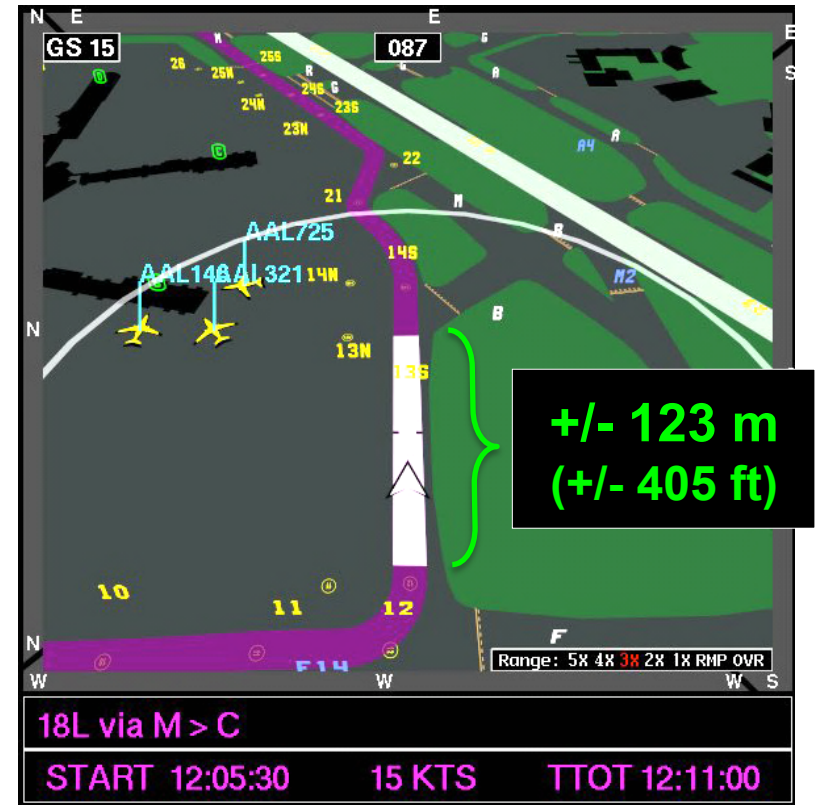 N E E
E
GS 15 087
S
K
G
26 25N 25S
R G A
24N 24S G 23S
23N
R
A4
22
21
M
R
AAL725
14S
AAL146 AAL321 14N
M2
B
N
13N
13S
+/- 123 m
(+/- 405 ft)
10 11 12
F
N
F14
Range: 5X 4X 3X 2X 1X RMP OVR
W W W S
18L via M > C
START 12:05:30 15 KTS TTOT 12:11:00